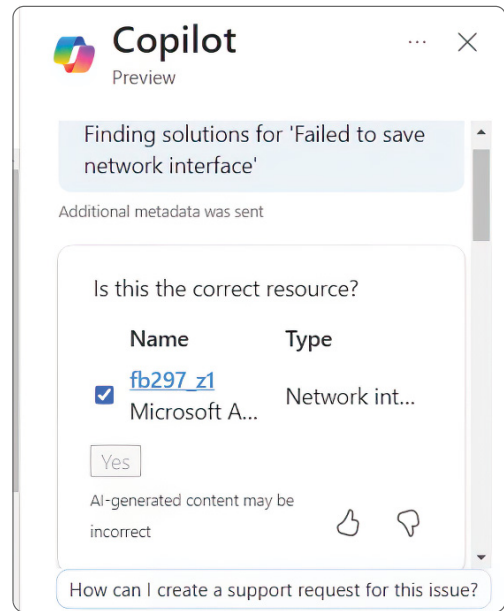 Copilot
Preview
Finding solutions for 'Failed to save
network interface'
Additional metadata was sent
Is this the correct resource?
Name Type
fb297_z1
Microsoft A... Network int...
Yes
AI-generated content may be
incorrect
How can I create a support request for this issue?